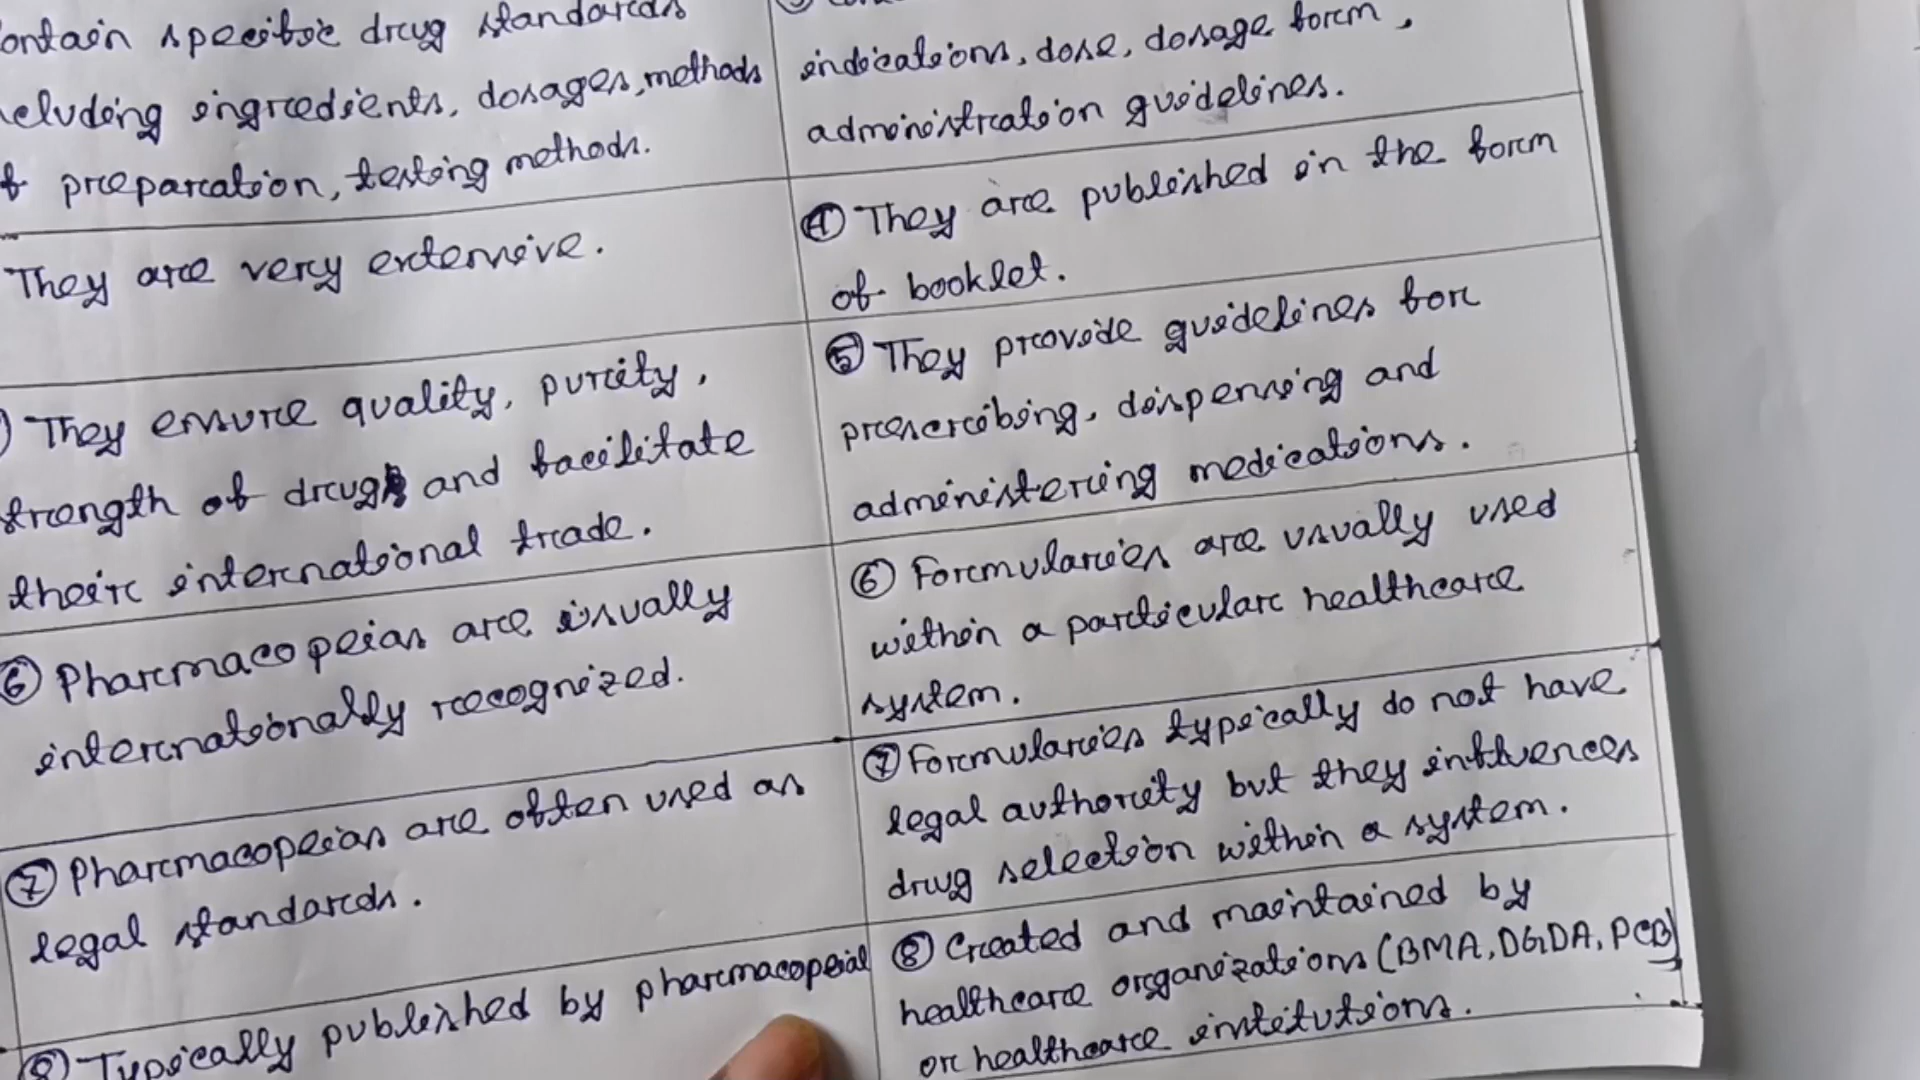 ontain specific drug standards
ncluding ingredients, dosages, methods
f preparation, testing methods.
indications, dose, dosage form,
administration guidelines.
They are very extensive.
④ They are published in the form
of booklet.
They ensure quality, purity,
trength of drugs and facilitate
their international trade.
⑤ They provide guidelines for
prescribing, dispensing and
administering medications.
⑥ Pharmacopeias are usually
internationally recognized.
⑥ Formularies are usually used
within a particular healthcare
system.
⑦ Pharmacopeias are often used as
legal standards.
⑦ Formularies typically do not have
legal authority but they influences
drug selection within a system.
⑧ Typically published by pharmacopeial
⑧ Created and maintained by
healthcare organizations (BMA, DGDA, PCB)
or healthcare institutions.